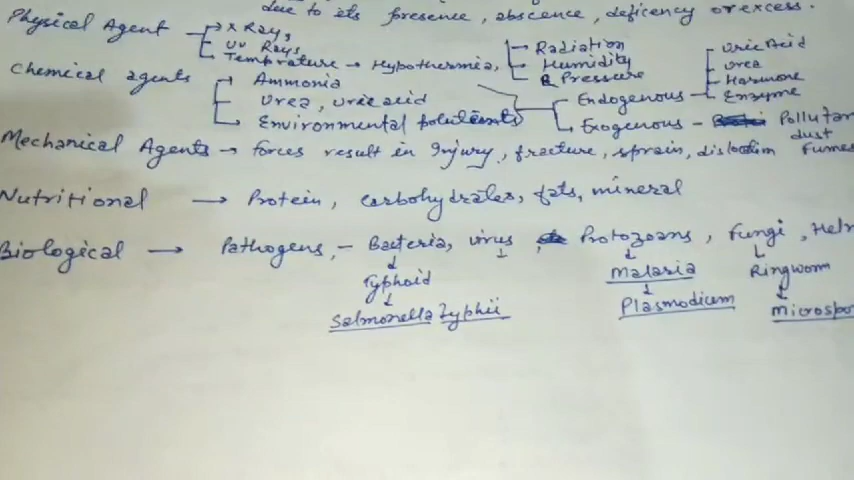 due to its presence, abscence, deficency or excess.
Physical Agent → X Rays,
UV Rays
Temprature → Hypothermia,
Radiation
Humidity
Pressure
Chemical agents → Ammonia
Urea, uric acid
Environmental pollutants
Endogenous
Uric Acid
Urea
Harmone
Enzyme
Exogenous - Pollutan
dust
fumes
Mechanical Agents → forces result in Injury, fracture, sprain, dislocation
Nutritional → Protein, carbohydrates, fats, mineral
Biological → Pathogens, - Bacteria, virus, Protozoans, Fungi, Helm
Typhoid
Malaria
Ringworm
Salmonella Typhii
Plasmodium
Microspo